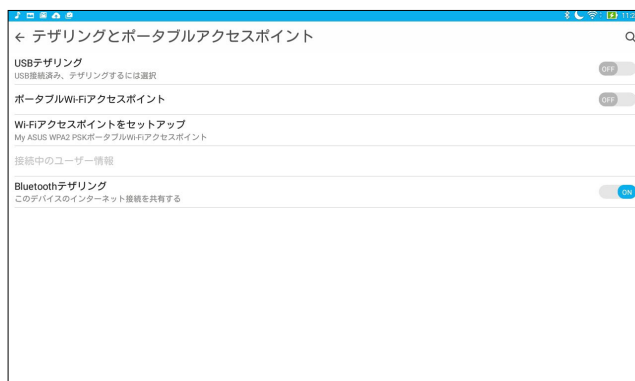 テザリングとポータブルアクセスポイント
USBテザリング
USB接続済み、テザリングするには選択
OFF
ポータブルWi-Fiアクセスポイント
OFF
Wi-Fiアクセスポイントをセットアップ
My ASUS WPA2 PSKポータブルWi-Fiアクセスポイント
接続中のユーザー情報
Bluetoothテザリング
このデバイスのインターネット接続を共有する
ON